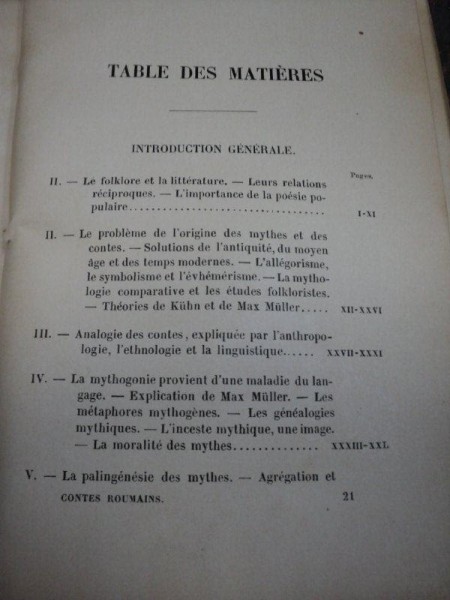 TABLE DES MATIÈRES
INTRODUCTION GÉNÉRALE.
Pages.
II. — Le folklore et la littérature. — Leurs relations
réciproques. — L'importance de la poésie po-
pulaire................................ I-XI
II. — Le problème de l'origine des mythes et des
contes. — Solutions de l'antiquité, du moyen
âge et des temps modernes. — L'allégorisme,
le symbolisme et l'évhémérisme. — La mytho-
logie comparative et les études folkloristes.
— Théories de Kühn et de Max Müller..... XII-XXVI
III. — Analogie des contes, expliquée par l'anthropo-
logie, l'ethnologie et la linguistique...... XXVII-XXXI
IV. — La mythogonie provient d'une maladie du lan-
gage. — Explication de Max Müller. — Les
métaphores mythogènes. — Les généalogies
mythiques. — L'inceste mythique, une image.
— La moralité des mythes............. XXXIII-XXL
V. — La palingénésie des mythes. — Agrégation et
CONTES ROUMAINS. 21